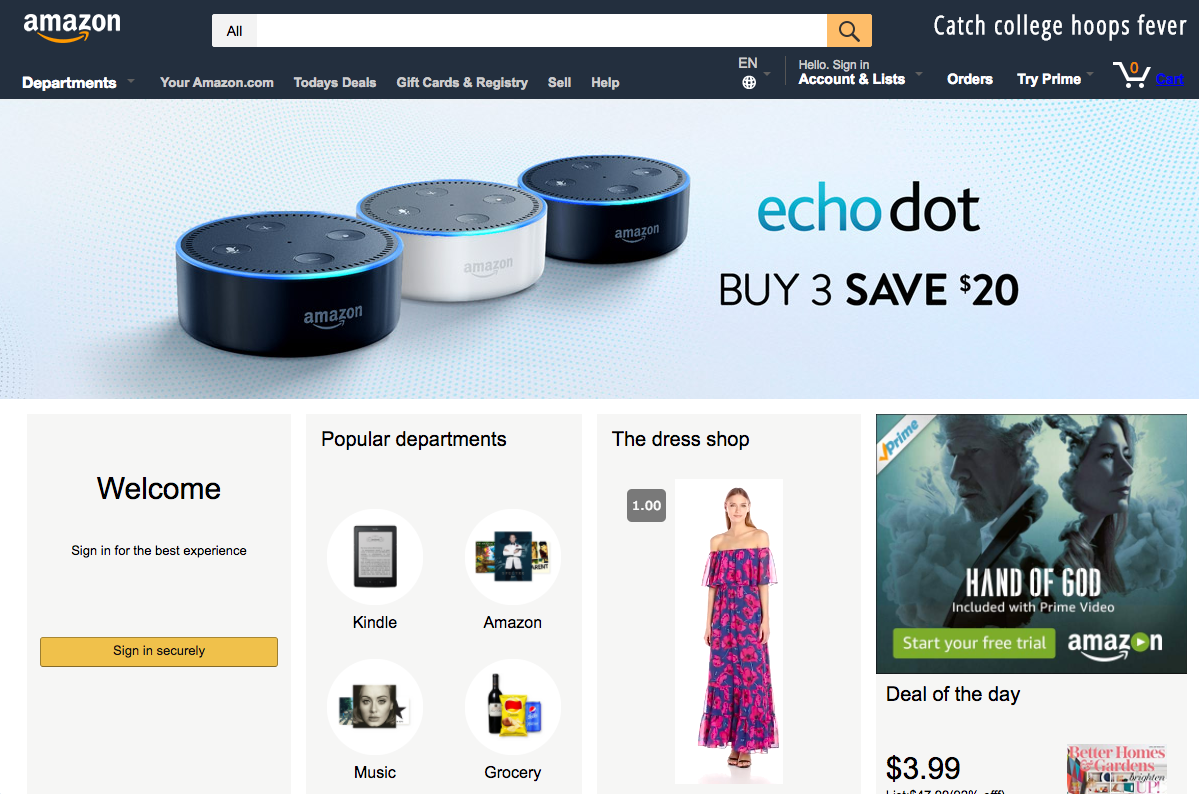 amazon
All
Catch college hoops fever
Departments
Your Amazon.com
Todays Deals
Gift Cards & Registry
Sell
Help
EN
Hello. Sign in
Account & Lists
Orders
Try Prime
0
Cart
echo dot
BUY 3 SAVE $20
amazon
amazon
amazon
Welcome
Sign in for the best experience
Sign in securely
Popular departments
Kindle
Amazon
Music
Grocery
The dress shop
1.00
Prime
HAND OF GOD
Included with Prime Video
Start your free trial
amazon
Deal of the day
$3.99
Better Homes
& Gardens
brighten
UP!